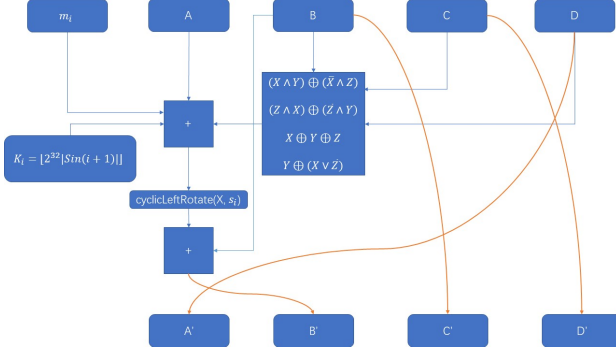 m_i A B C D
(X ∧ Y) ⊕ (X̄ ∧ Z)
(Z ∧ X) ⊕ (Z̄ ∧ Y)
X ⊕ Y ⊕ Z
Y ⊕ (X ∨ Z̄)
+
K_i = ⌊2^32|Sin(i + 1)|⌋
cyclicLeftRotate(X, s_i)
+
A' B' C' D'